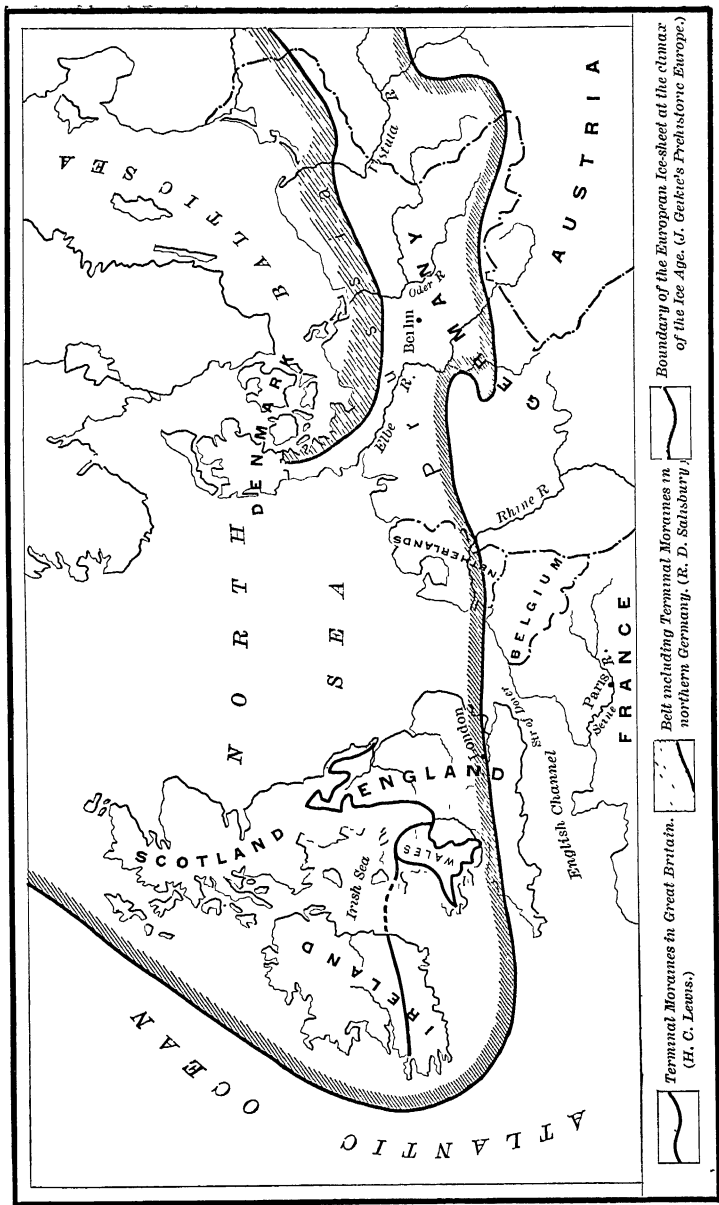 ATLANTIC OCEAN
NORTH
SEA
BALTIC SEA
SCOTLAND
IRELAND
Irish Sea
ENGLAND
WALES
London
Str of Dover
English Channel
DENMARK
NETHERLANDS
BELGIUM
FRANCE
Paris
Seine R.
Rhine R
Elbe R.
Prussia
GERMANY
Berlin
Oder R
Vistula R
AUSTRIA
Terminal Moraines in Great Britain.
(H. C. Lewis.)
Belt including Terminal Moraines in
northern Germany. (R. D. Salisbury)
Boundary of the European Ice-sheet at the climax
of the Ice Age. (J. Geikie's Prehistoric Europe.)